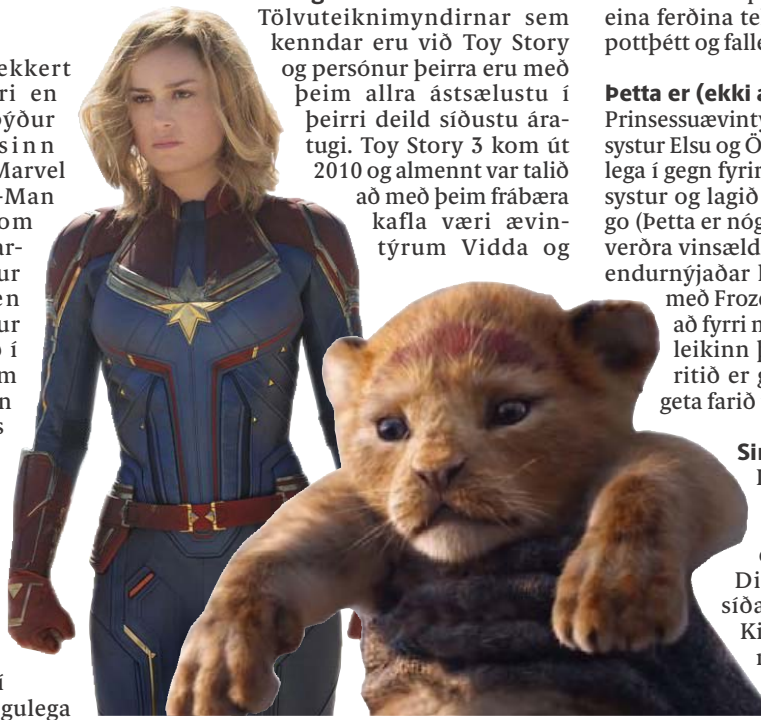 ekkert
ri en
ýður
sinn
Marvel
-Man
om
ar-
ur
en
ur
í
m
n
s
í
gulega
Tölvuteiknimyndirnar sem
kenndar eru við Toy Story
og persónur þeirra eru með
þeim allra ástsælustu í
þeirri deild síðustu ára-
tugi. Toy Story 3 kom út
2010 og almennt var talið
að með þeim frábæra
kafla væri ævin-
týrum Vidda og
eina ferðina te
pottþétt og falle
Þetta er (ekki a
Prinsessuævinty
systur Elsu og Ö
lega í gegn fyrir
systur og lagið
go (Þetta er nóg
verðra vinsæld
endurnýjaðar l
með Froze
að fyrri n
leikinn þ
ritið er g
geta farið
Sir
Di
síða
Ki